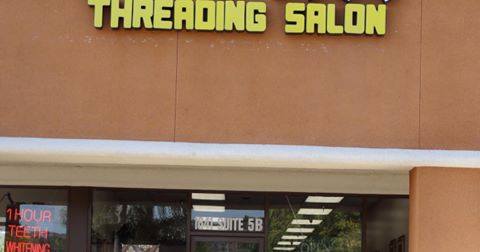 THREADING SALON
SUITE 5B
1 HOUR
TEETH
WHITENING